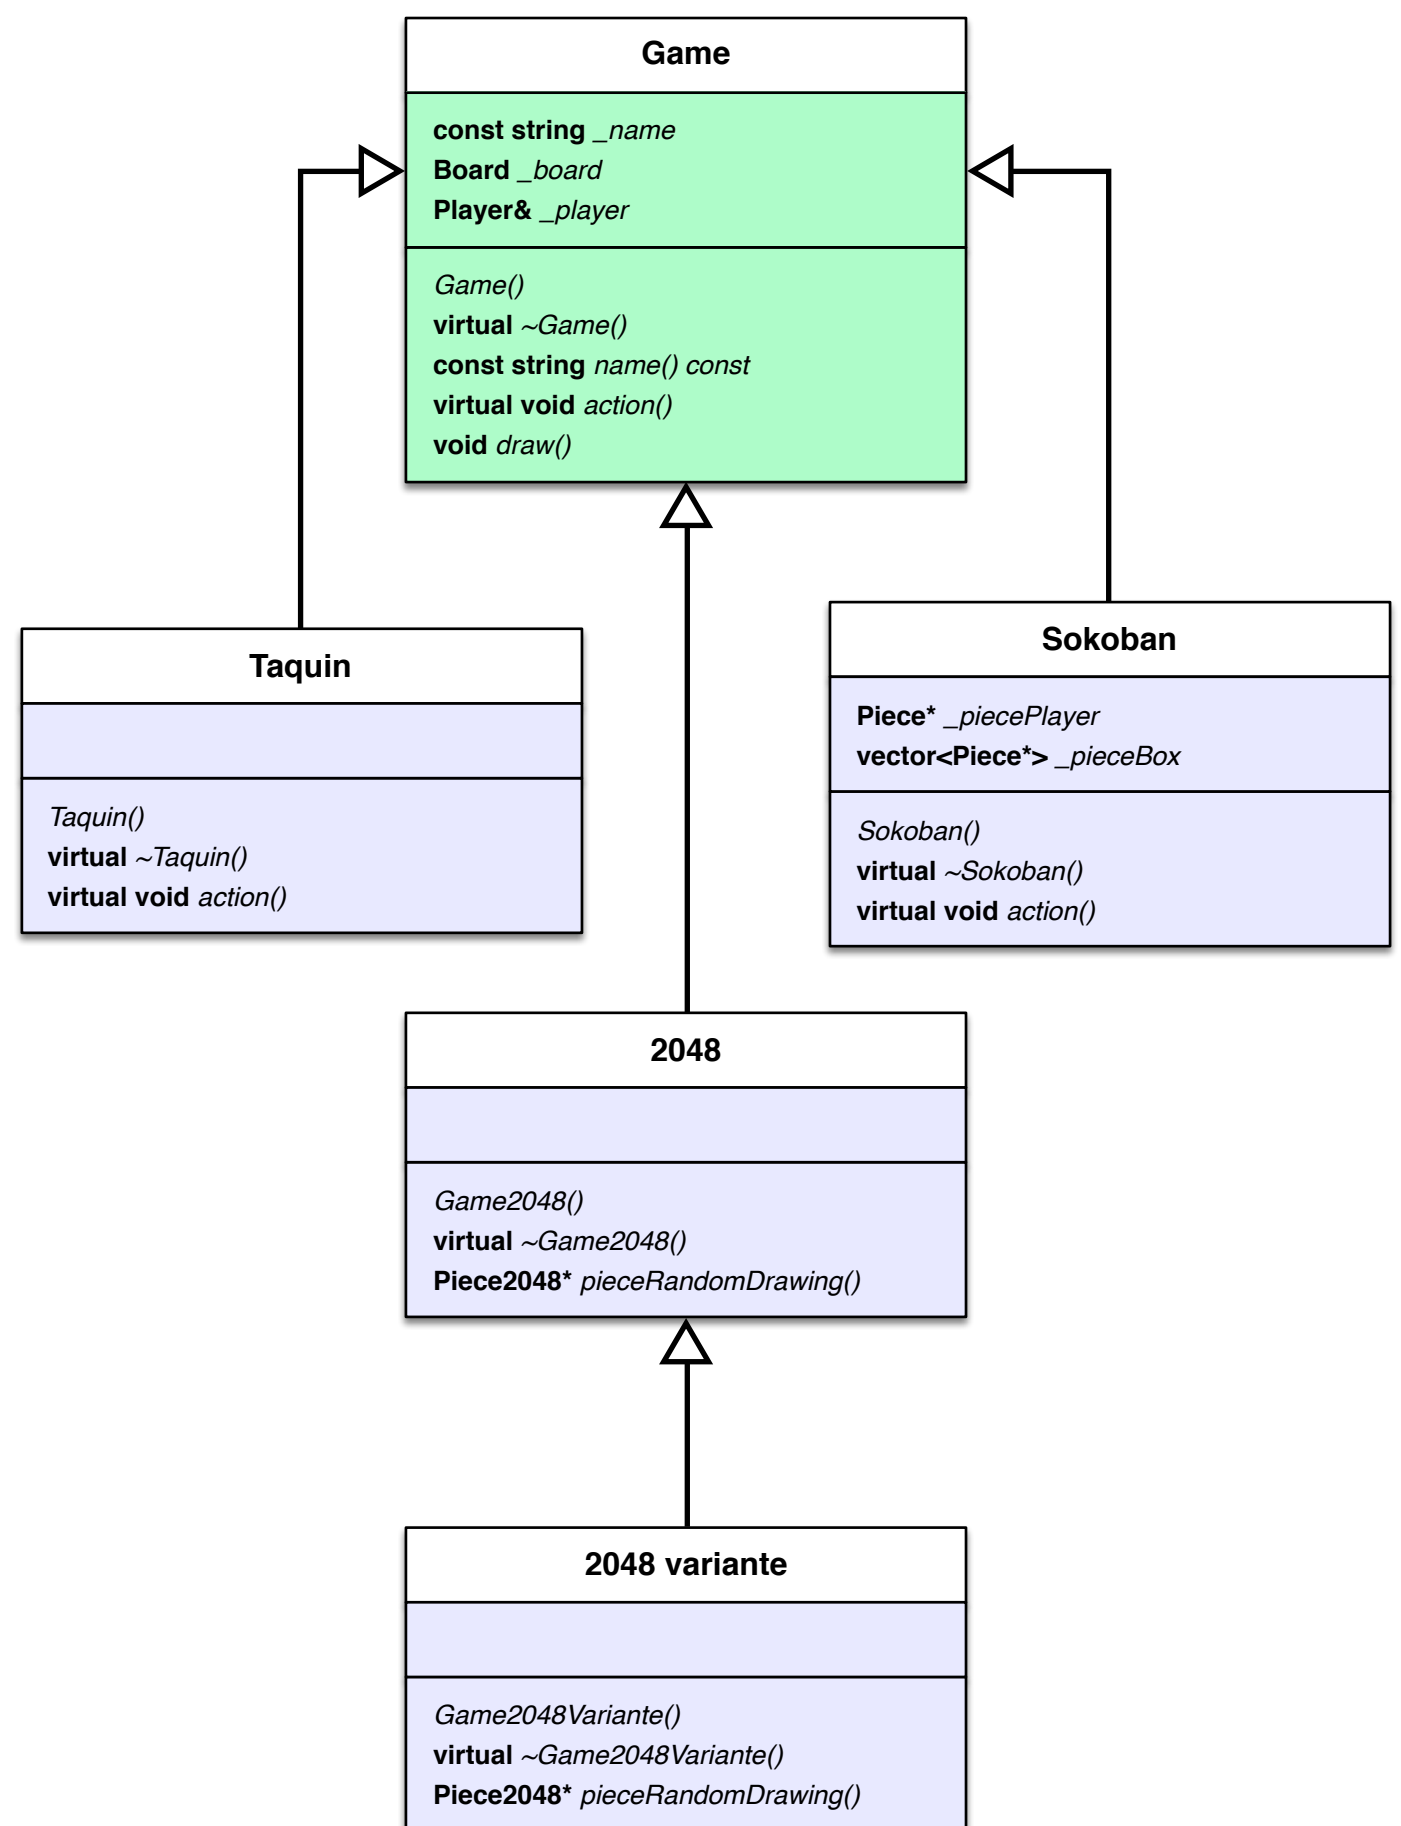 Game
const string _name
Board _board
Player& _player
Game()
virtual ~Game()
const string name() const
virtual void action()
void draw()
Taquin
Taquin()
virtual ~Taquin()
virtual void action()
Sokoban
Piece* _piecePlayer
vector<Piece*> _pieceBox
Sokoban()
virtual ~Sokoban()
virtual void action()
2048
Game2048()
virtual ~Game2048()
Piece2048* pieceRandomDrawing()
2048 variante
Game2048Variante()
virtual ~Game2048Variante()
Piece2048* pieceRandomDrawing()